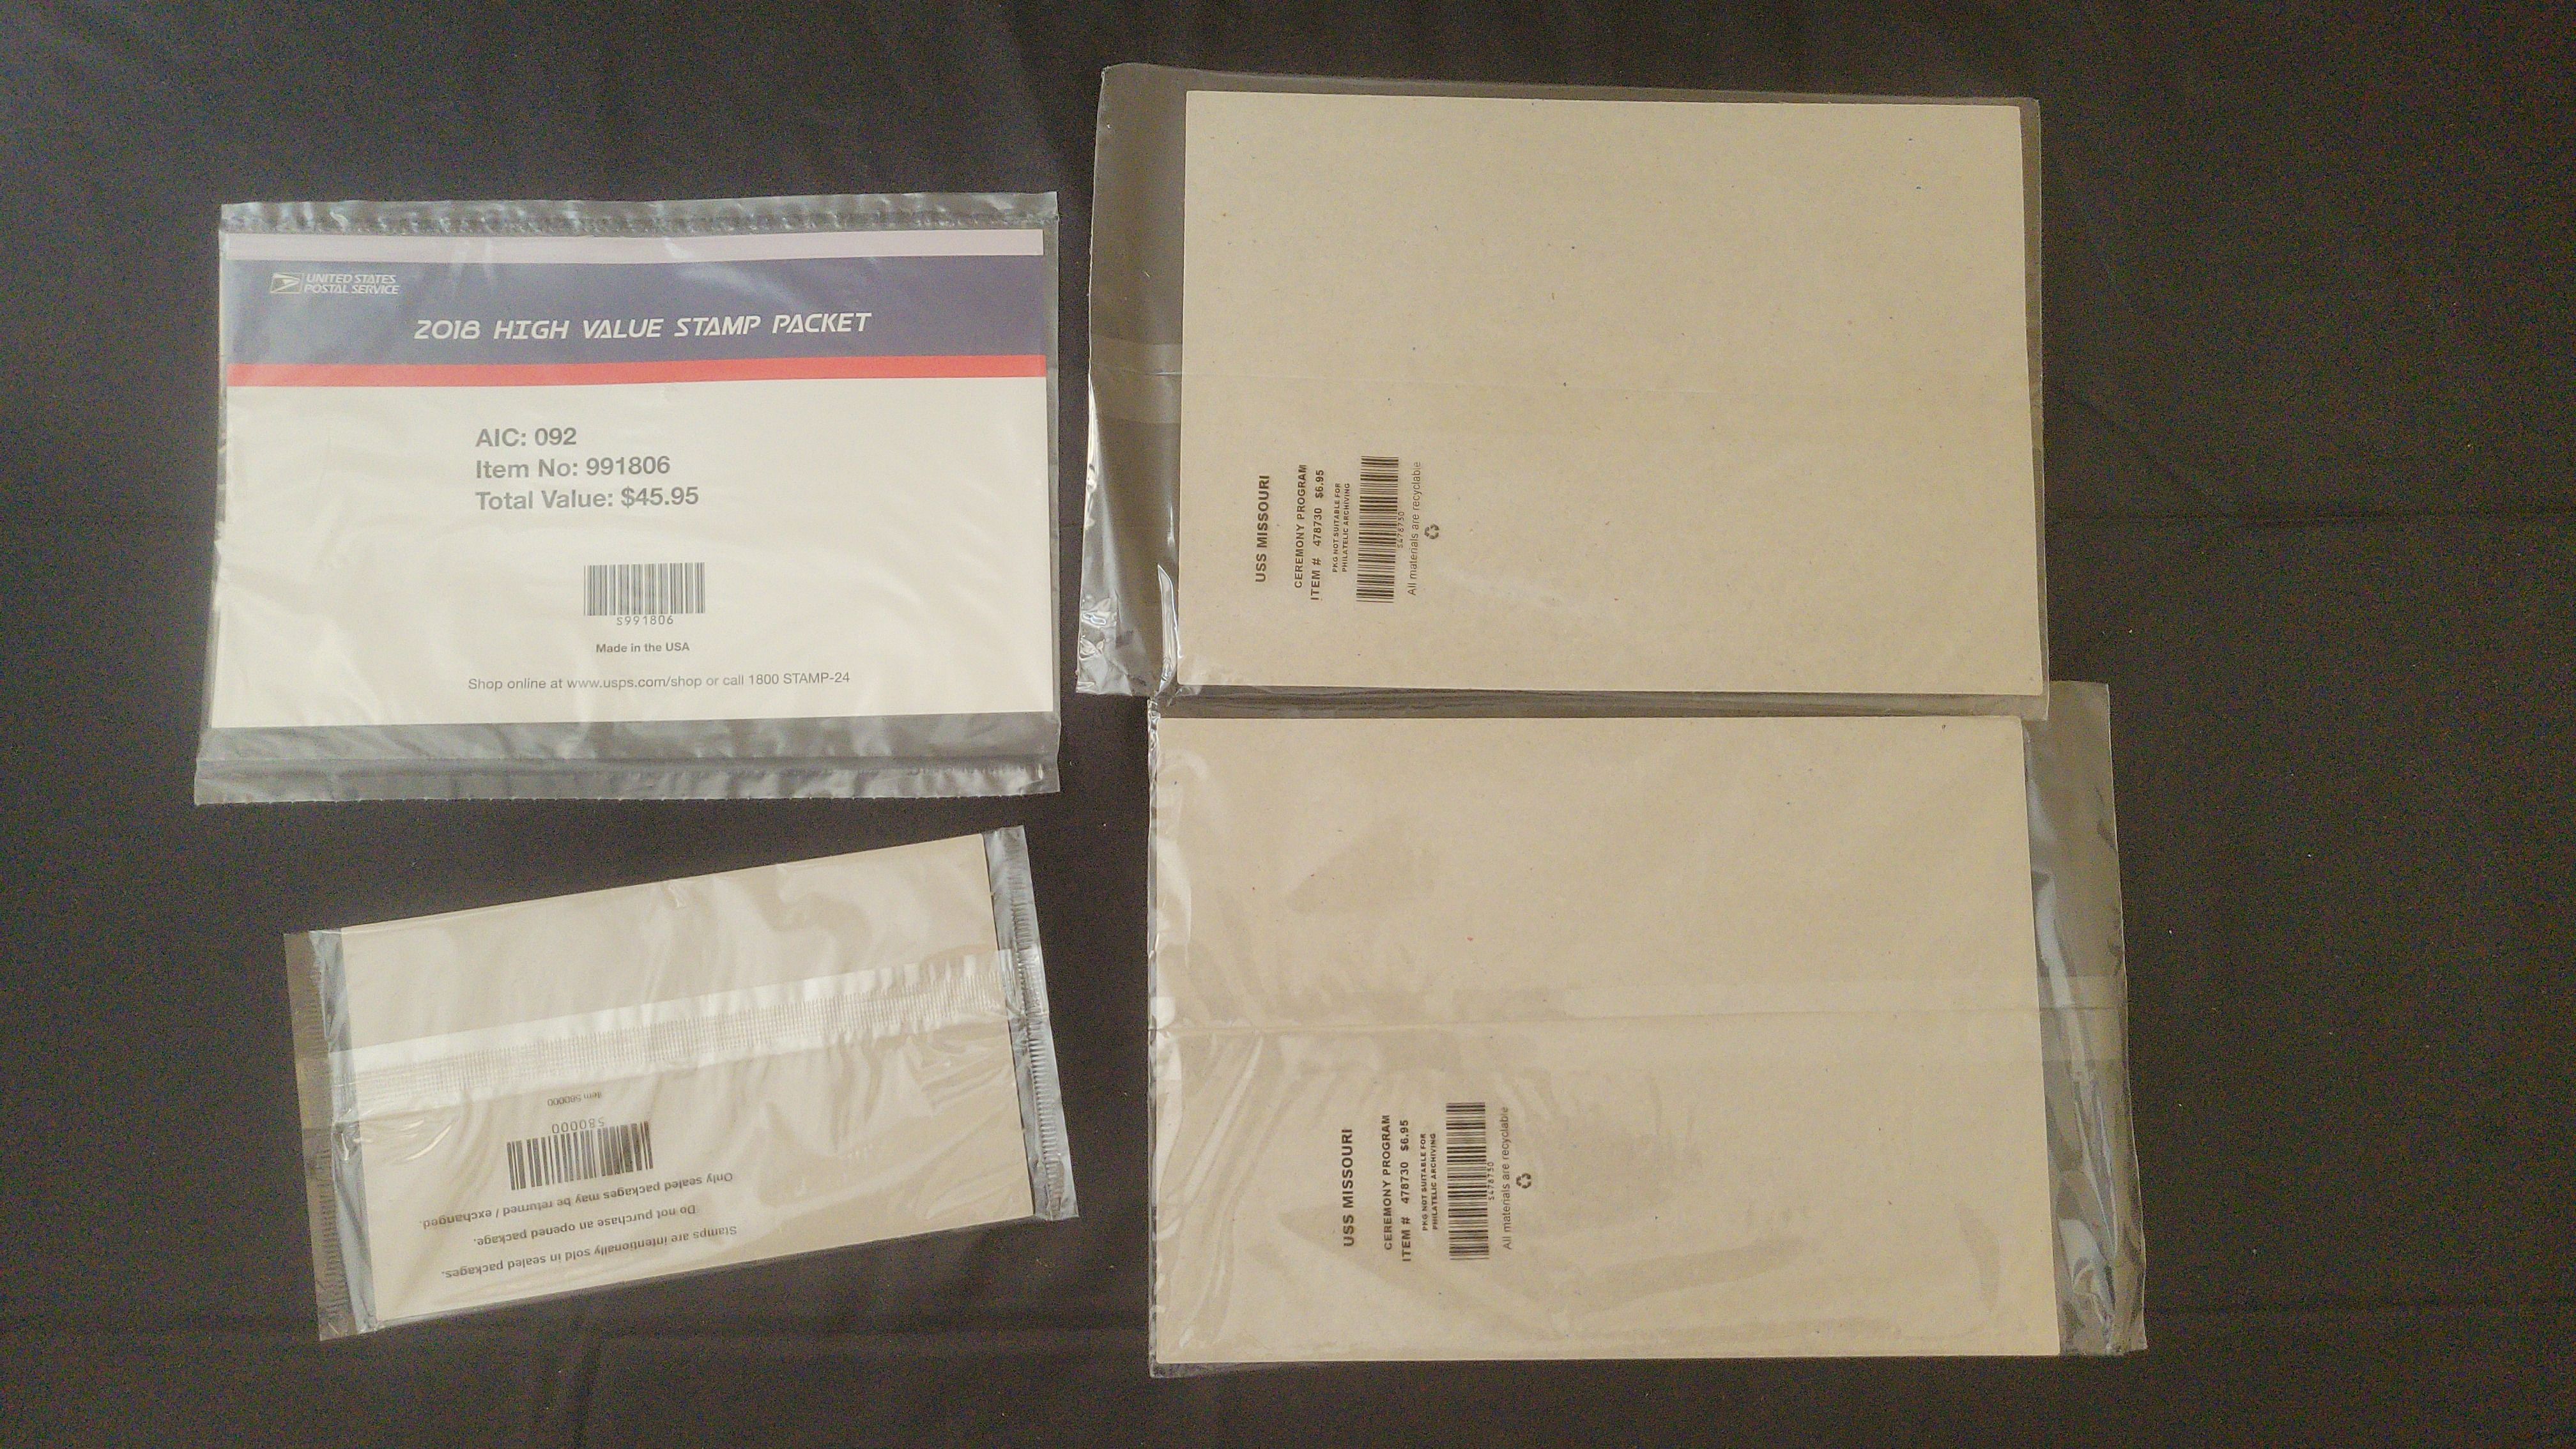 UNITED STATES
POSTAL SERVICE
2018 HIGH VALUE STAMP PACKET
AIC: 092
Item No: 991806
Total Value: $45.95
S991806
Made in the USA
Shop online at www.usps.com/shop or call 1800 STAMP-24
Stamps are intentionally sold in sealed packages.
Do not purchase an opened package.
Only sealed packages may be returned / exchanged.
580000
Item 580000
USS MISSOURI
CEREMONY PROGRAM
ITEM # 478730 $6.95
PKG NOT SUITABLE FOR
PHILATELIC ARCHIVING
S478730
All materials are recyclable
USS MISSOURI
CEREMONY PROGRAM
ITEM # 478730 $6.95
PKG NOT SUITABLE FOR
PHILATELIC ARCHIVING
S478730
All materials are recyclable